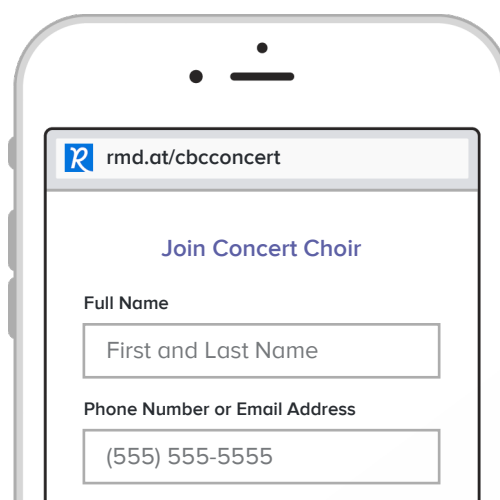 rmd.at/cbcconcert
Join Concert Choir
Full Name
First and Last Name
Phone Number or Email Address
(555) 555-5555